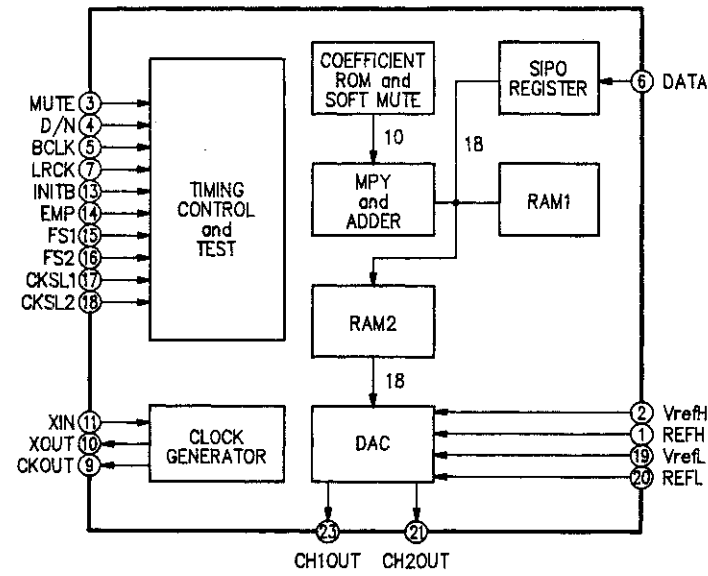 COEFFICIENT
ROM and
SOFT MUTE
SIPO
REGISTER
6 DATA
MUTE 3
D/N 4
BCLK 5
LRCK 7
INITB 13
EMP 14
FS1 15
FS2 16
CKSL1 17
CKSL2 18
TIMING
CONTROL
and
TEST
10
18
MPY
and
ADDER
RAM1
RAM2
18
XIN 11
XOUT 10
CKOUT 9
CLOCK
GENERATOR
DAC
2 VrefH
1 REFH
19 VrefL
20 REFL
23
21
CH1OUT
CH2OUT